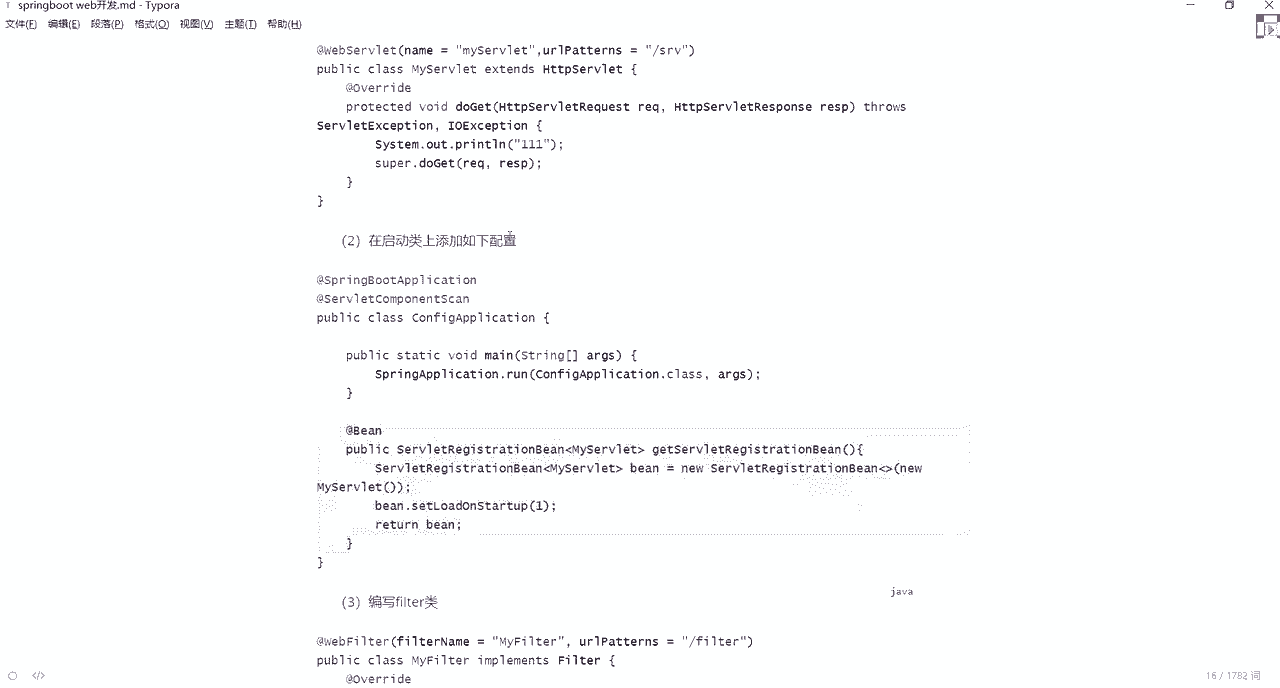 springboot web开发.md - Typora
文件(F) 编辑(E) 段落(P) 格式(O) 视图(V) 主题(T) 帮助(H)
@WebServlet(name = "myServlet",urlPatterns = "/srv")
public class MyServlet extends HttpServlet {
@Override
protected void doGet(HttpServletRequest req, HttpServletResponse resp) throws
ServletException, IOException {
System.out.println("111");
super.doGet(req, resp);
}
}
(2) 在启动类上添加如下配置
@SpringBootApplication
@ServletComponentScan
public class ConfigApplication {
public static void main(String[] args) {
SpringApplication.run(ConfigApplication.class, args);
}
@Bean
public ServletRegistrationBean<MyServlet> getServletRegistrationBean(){
ServletRegistrationBean<MyServlet> bean = new ServletRegistrationBean<>(new
MyServlet());
bean.setLoadOnStartup(1);
return bean;
}
}
java
(3) 编写filter类
@WebFilter(filterName = "MyFilter", urlPatterns = "/filter")
public class MyFilter implements Filter {
@Override
16 / 1782 词